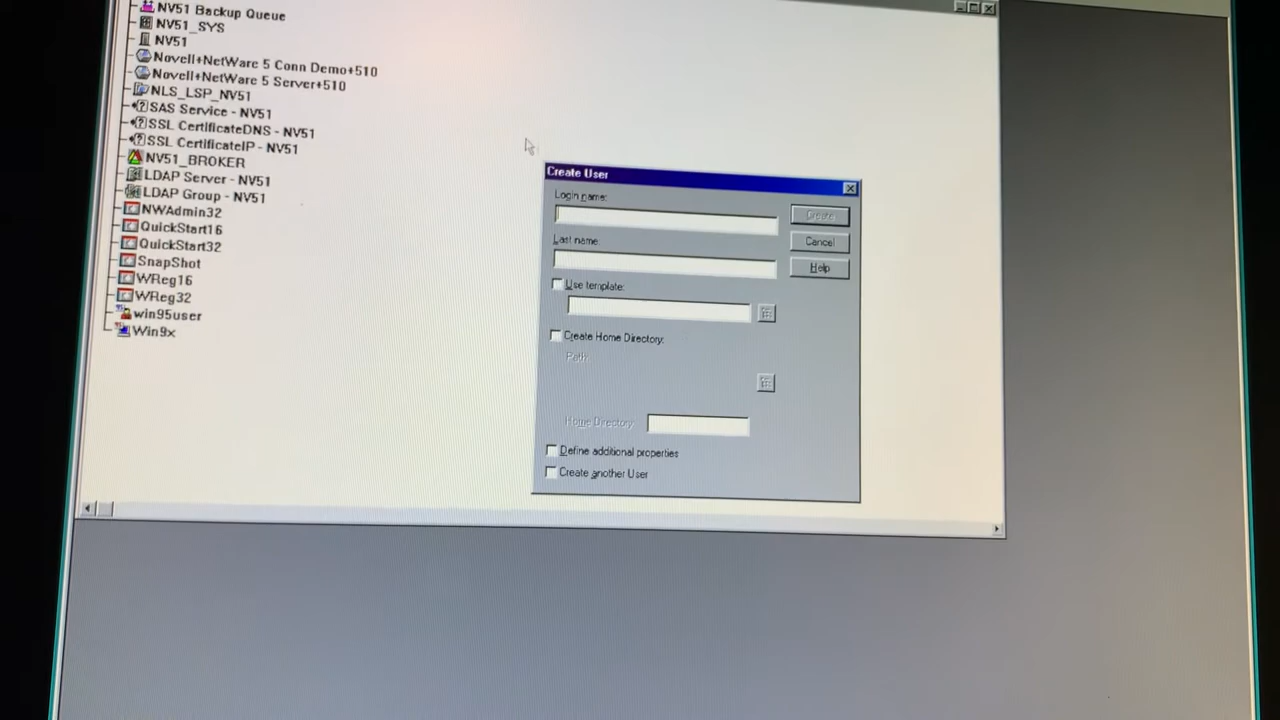 NV51 Backup Queue
NV51_SYS
NV51
Novell+NetWare 5 Conn Demo+510
Novell+NetWare 5 Server+510
NLS_LSP_NV51
SAS Service - NV51
SSL CertificateDNS - NV51
SSL CertificateIP - NV51
NV51_BROKER
LDAP Server - NV51
LDAP Group - NV51
NWAdmin32
QuickStart16
QuickStart32
SnapShot
WReg16
WReg32
win95user
Win9x
Create User
Login name:
Create
Last name:
Cancel
Help
Use template:
Create Home Directory:
Path:
Home Directory
Define additional properties
Create another User